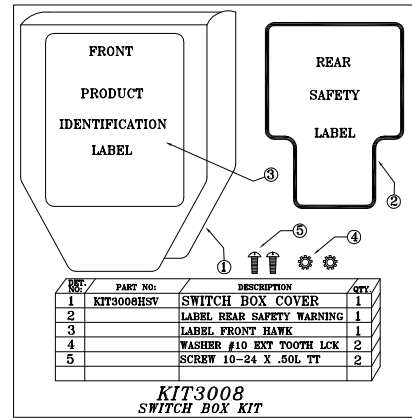 FRONT
PRODUCT
IDENTIFICATION
LABEL
REAR
SAFETY
LABEL
3
2
1
5
4
DET. NO: PART NO: DESCRIPTION QTY.
1 KIT3008HSV SWITCH BOX COVER 1
2 LABEL REAR SAFETY WARNING 1
3 LABEL FRONT HAWK 1
4 WASHER #10 EXT TOOTH LCK 2
5 SCREW 10-24 X .50L TT 2
KIT3008
SWITCH BOX KIT